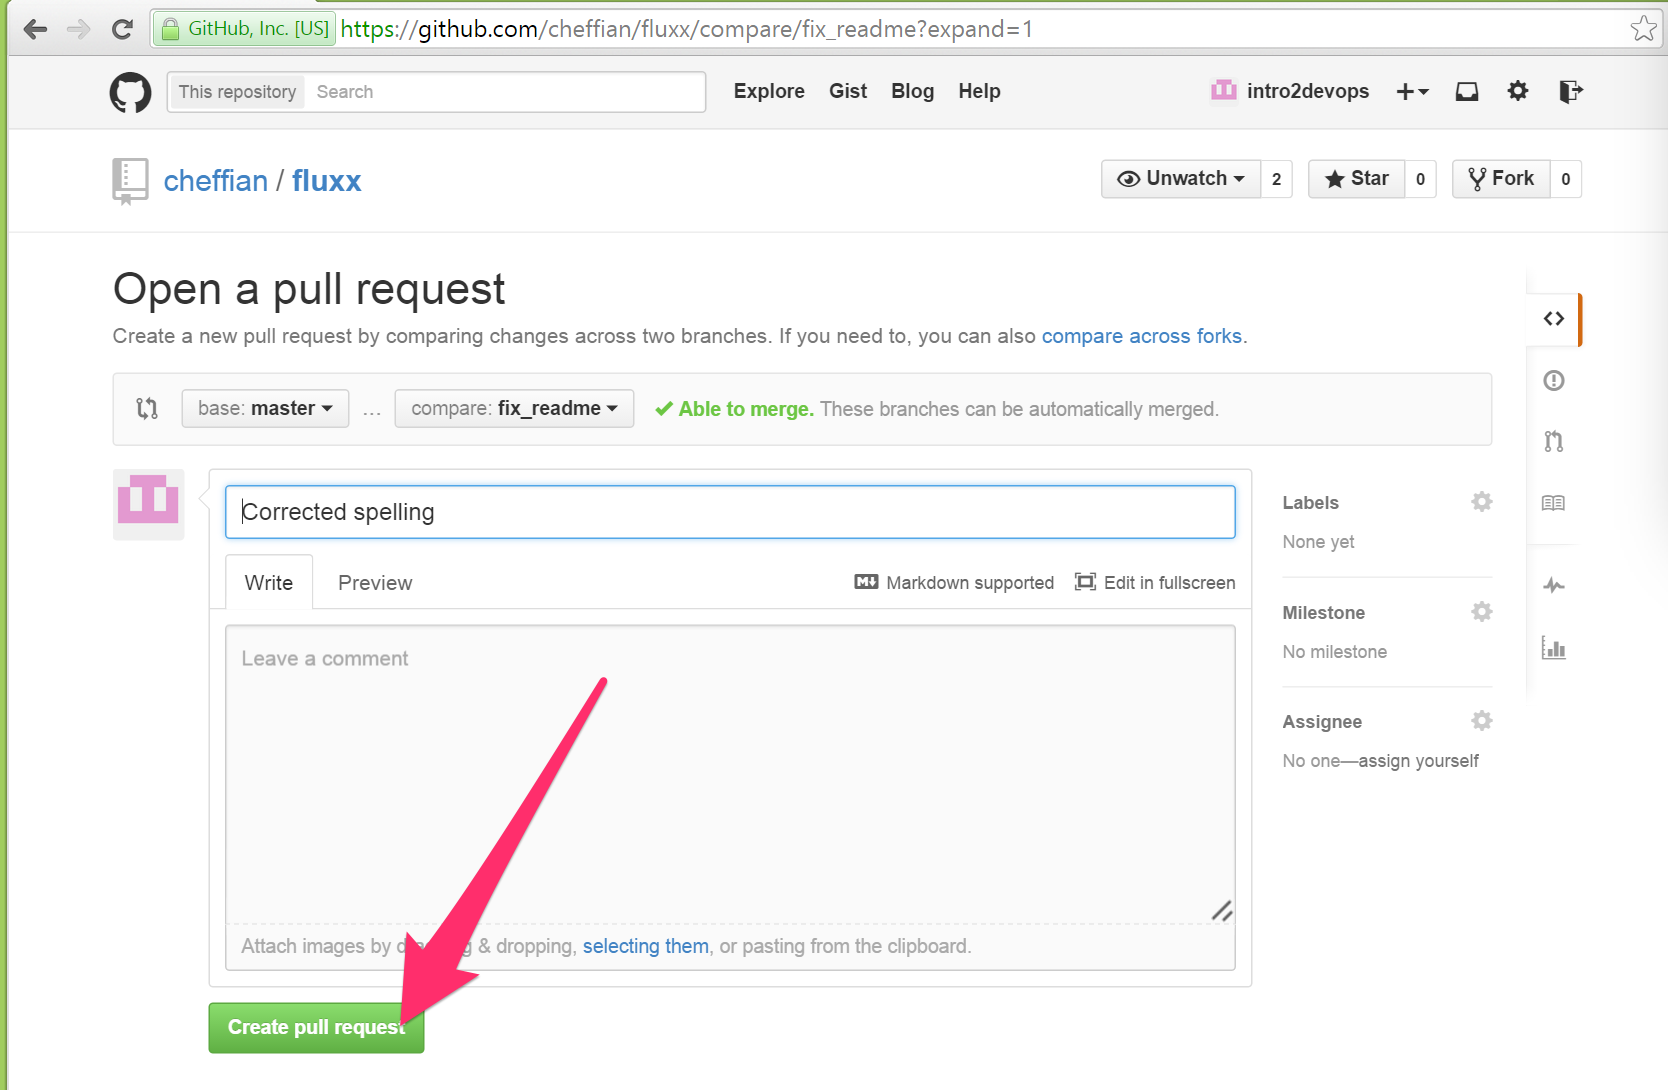 GitHub, Inc. [US] https://github.com/cheffian/fluxx/compare/fix_readme?expand=1
This repository Search Explore Gist Blog Help intro2devops
cheffian / fluxx Unwatch 2 Star 0 Fork 0
Open a pull request
Create a new pull request by comparing changes across two branches. If you need to, you can also compare across forks.
base: master ... compare: fix_readme Able to merge. These branches can be automatically merged.
Corrected spelling
Write Preview Markdown supported Edit in fullscreen
Leave a comment
Attach images by & dropping, selecting them, or pasting from the clipboard.
Create pull request
Labels
None yet
Milestone
No milestone
Assignee
No one—assign yourself